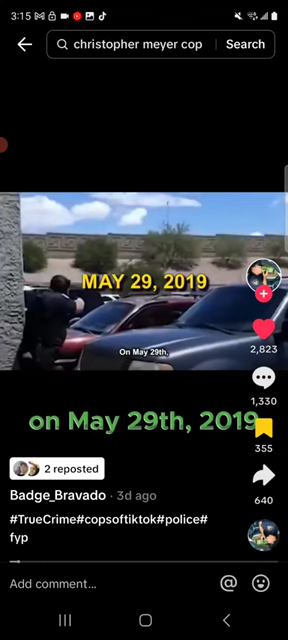 3:15
christopher meyer cop
Search
MAY 29, 2019
On May 29th,
on May 29th, 2019
2,823
1,330
355
640
2 reposted
Badge_Bravado · 3d ago
#TrueCrime#copsoftiktok#police#
fyp
Add comment...